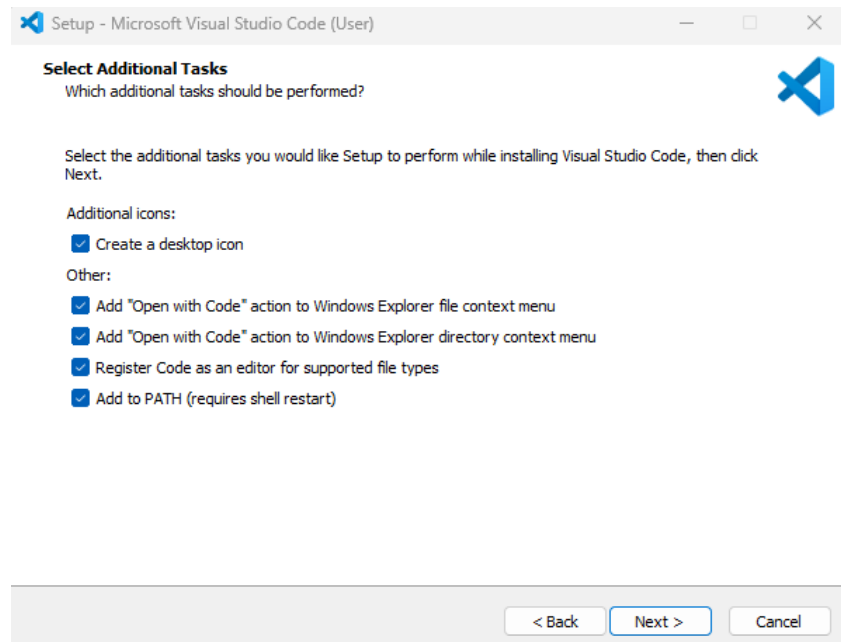 Setup - Microsoft Visual Studio Code (User)
Select Additional Tasks
Which additional tasks should be performed?
Select the additional tasks you would like Setup to perform while installing Visual Studio Code, then click
Next.
Additional icons:
Create a desktop icon
Other:
Add "Open with Code" action to Windows Explorer file context menu
Add "Open with Code" action to Windows Explorer directory context menu
Register Code as an editor for supported file types
Add to PATH (requires shell restart)
< Back Next > Cancel